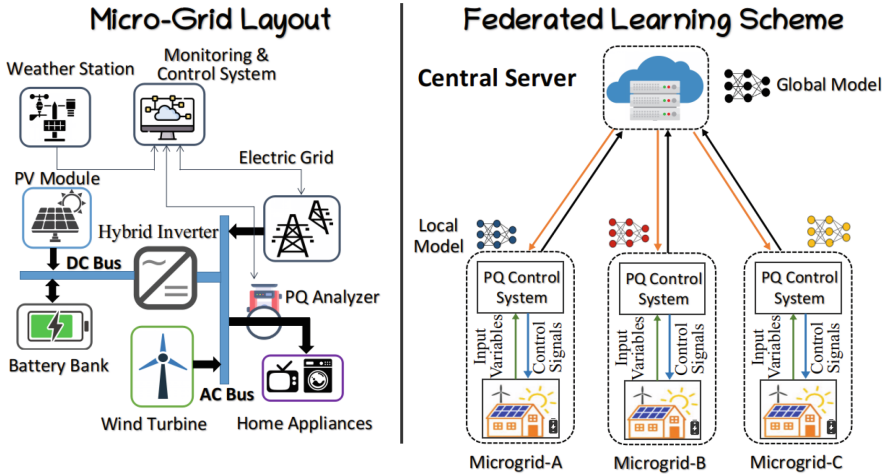 Micro-Grid Layout
Weather Station
Monitoring &
Control System
Electric Grid
PV Module
Hybrid Inverter
DC Bus
PQ Analyzer
Battery Bank
AC Bus
Wind Turbine
Home Appliances
Federated Learning Scheme
Central Server
Global Model
Local
Model
PQ Control
System
Input
Variables
Control
Signals
Microgrid-A
PQ Control
System
Input
Variables
Control
Signals
Microgrid-B
PQ Control
System
Input
Variables
Control
Signals
Microgrid-C